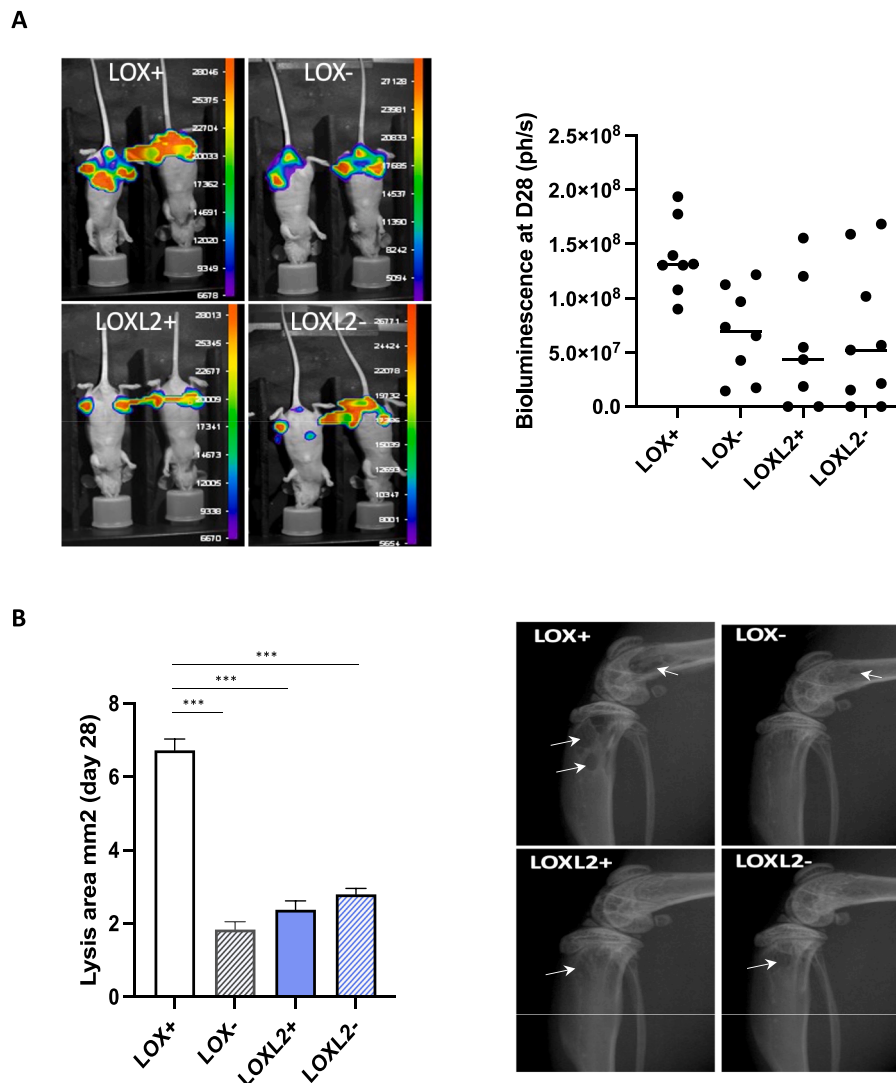 A
LOX+
28046
25375
22704
20033
17362
14691
12020
9349
6678
LOX-
27128
23981
20833
17685
14537
11390
8242
5094
LOXL2+
28013
25345
22677
20009
17341
14673
12005
9338
6670
LOXL2-
26771
24424
22078
19732
15039
12693
10347
8001
5654
Bioluminescence at D28 (ph/s)
2.5×10⁸
2.0×10⁸
1.5×10⁸
1.0×10⁸
5.0×10⁷
0.0
LOX+
LOX-
LOXL2+
LOXL2-
B
Lysis area mm2 (day 28)
8
6
4
2
0
***
***
***
LOX+
LOX-
LOXL2+
LOXL2-
LOX+
LOX-
LOXL2+
LOXL2-